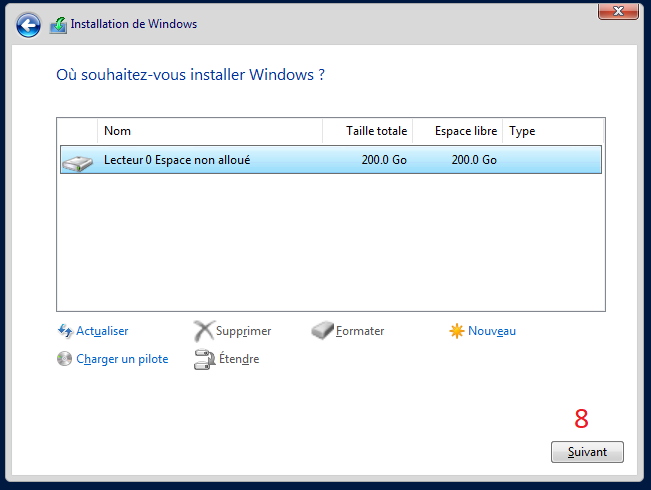 Installation de Windows
Où souhaitez-vous installer Windows ?
Nom Taille totale Espace libre Type
Lecteur 0 Espace non alloué 200.0 Go 200.0 Go
Actualiser Supprimer Formater Nouveau
Charger un pilote Étendre
8
Suivant